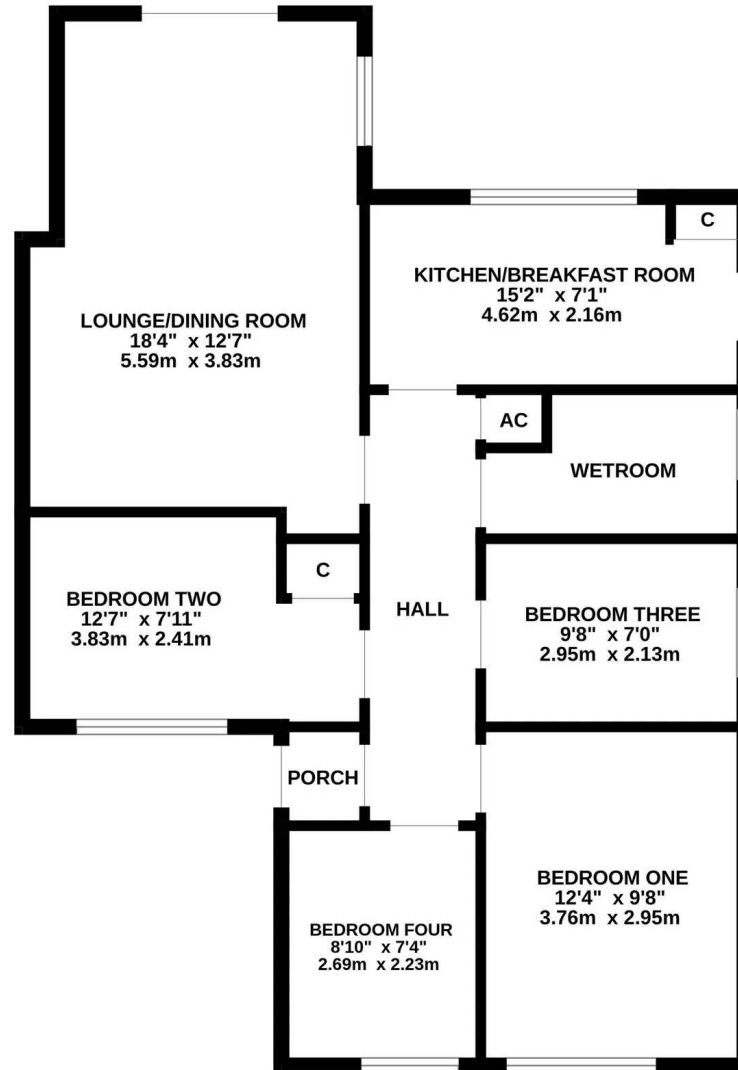 C
KITCHEN/BREAKFAST ROOM
15'2" x 7'1"
4.62m x 2.16m
LOUNGE/DINING ROOM
18'4" x 12'7"
5.59m x 3.83m
AC
WETROOM
C
BEDROOM TWO
12'7" x 7'11"
3.83m x 2.41m
HALL
BEDROOM THREE
9'8" x 7'0"
2.95m x 2.13m
PORCH
BEDROOM ONE
12'4" x 9'8"
3.76m x 2.95m
BEDROOM FOUR
8'10" x 7'4"
2.69m x 2.23m